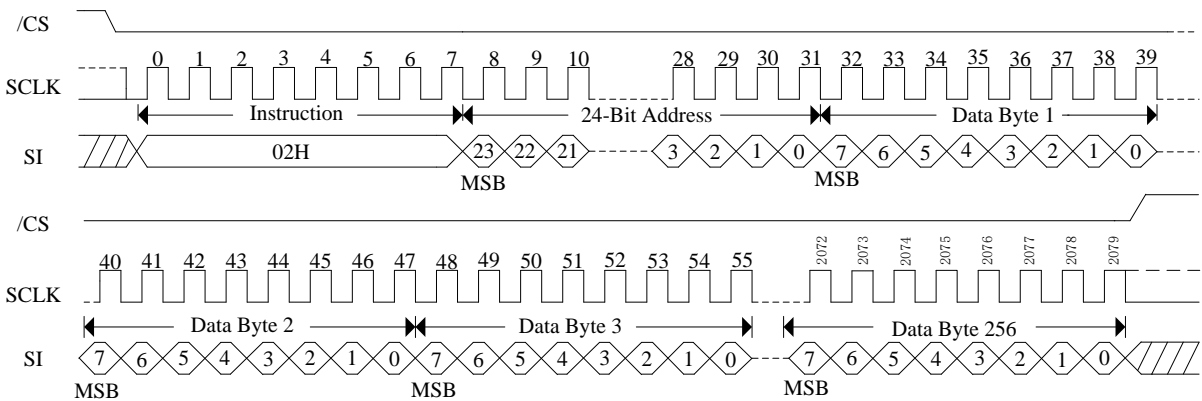 /CS
0 1 2 3 4 5 6 7 8 9 10 28 29 30 31 32 33 34 35 36 37 38 39
SCLK
Instruction 24-Bit Address Data Byte 1
SI 02H 23 22 21 3 2 1 0 7 6 5 4 3 2 1 0
MSB MSB
/CS
40 41 42 43 44 45 46 47 48 49 50 51 52 53 54 55 2072 2073 2074 2075 2076 2077 2078 2079
SCLK
Data Byte 2 Data Byte 3 Data Byte 256
SI 7 6 5 4 3 2 1 0 7 6 5 4 3 2 1 0 7 6 5 4 3 2 1 0
MSB MSB MSB